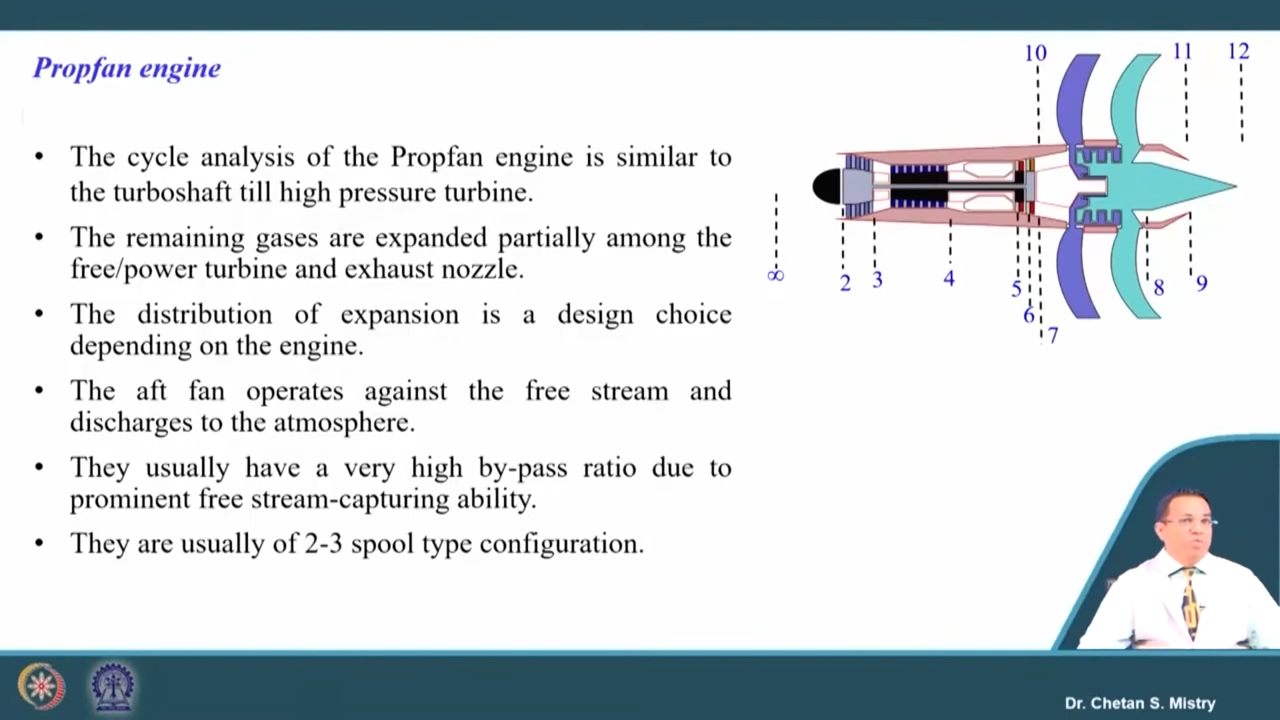 Propfan engine
• The cycle analysis of the Propfan engine is similar to
the turboshaft till high pressure turbine.
• The remaining gases are expanded partially among the
free/power turbine and exhaust nozzle.
• The distribution of expansion is a design choice
depending on the engine.
• The aft fan operates against the free stream and
discharges to the atmosphere.
• They usually have a very high by-pass ratio due to
prominent free stream-capturing ability.
• They are usually of 2-3 spool type configuration.
10 11 12
∞ 2 3 4 5 6 7 8 9
Dr. Chetan S. Mistry